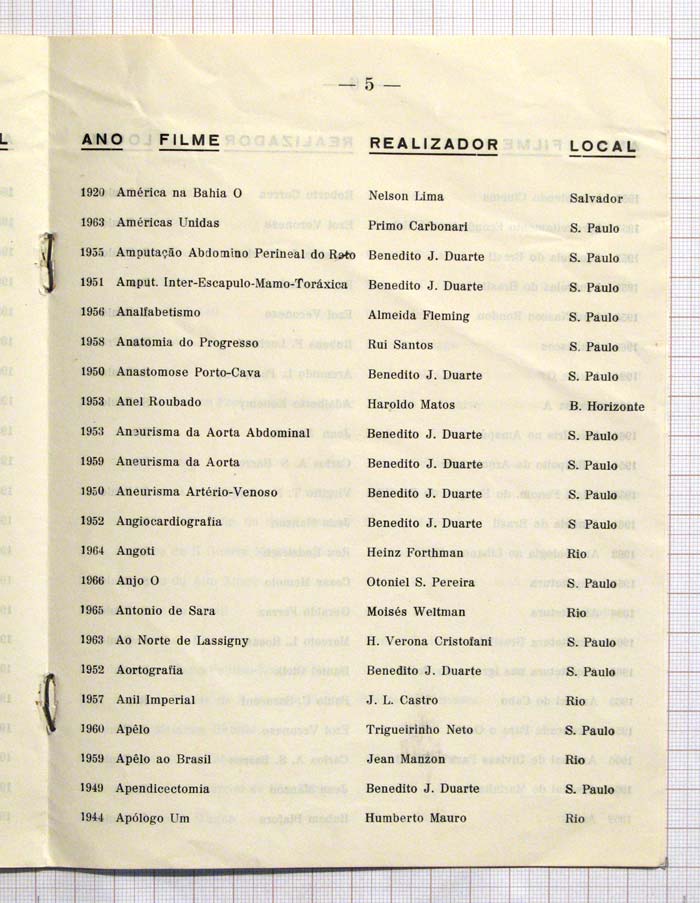 — 5 —
ANO FILME REALIZADOR LOCAL
1920 América na Bahia O Nelson Lima Salvador
1963 Américas Unidas Primo Carbonari S. Paulo
1955 Amputação Abdomino Perineal do Reto Benedito J. Duarte S. Paulo
1951 Amput. Inter-Escapulo-Mamo-Toráxica Benedito J. Duarte S. Paulo
1956 Analfabetismo Almeida Fleming S. Paulo
1958 Anatomia do Progresso Rui Santos S. Paulo
1950 Anastomose Porto-Cava Benedito J. Duarte S. Paulo
1953 Anel Roubado Haroldo Matos B. Horizonte
1953 Aneurisma da Aorta Abdominal Benedito J. Duarte S. Paulo
1959 Aneurisma da Aorta Benedito J. Duarte S. Paulo
1950 Aneurisma Artério-Venoso Benedito J. Duarte S. Paulo
1952 Angiocardiografia Benedito J. Duarte S Paulo
1964 Angoti Heinz Forthman Rio
1966 Anjo O Otoniel S. Pereira S. Paulo
1965 Antonio de Sara Moisés Weltman Rio
1963 Ao Norte de Lassigny H. Verona Cristofani S. Paulo
1952 Aortografia Benedito J. Duarte S. Paulo
1957 Anil Imperial J. L. Castro Rio
1960 Apêlo Trigueirinho Neto S. Paulo
1959 Apêlo ao Brasil Jean Manzon Rio
1949 Apendicectomia Benedito J. Duarte S. Paulo
1944 Apólogo Um Humberto Mauro Rio